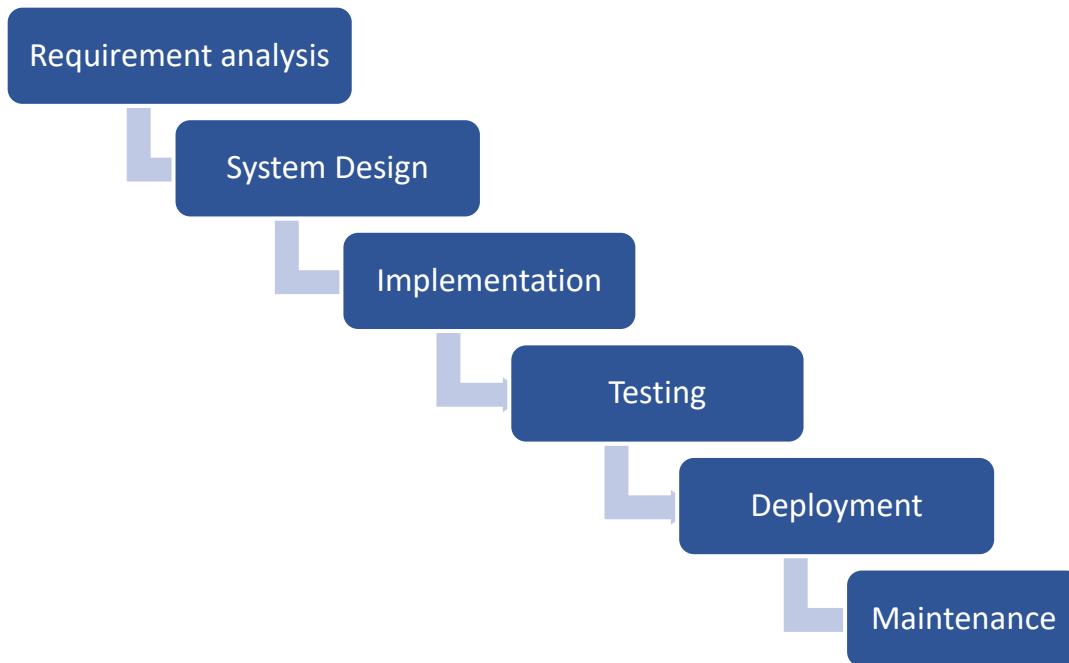 Requirement analysis
System Design
Implementation
Testing
Deployment
Maintenance